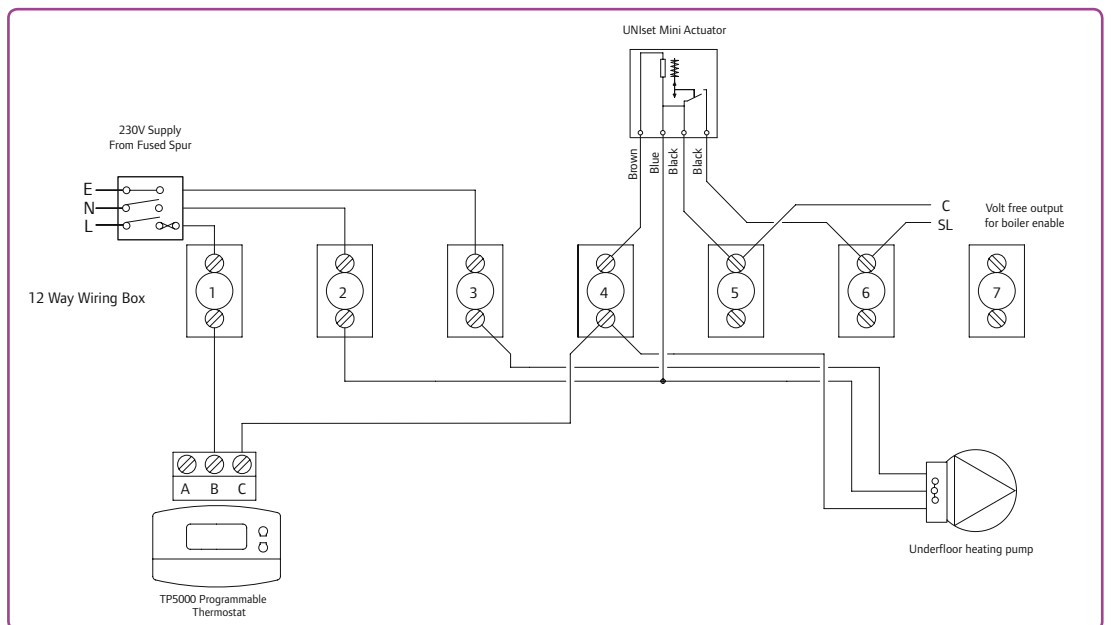 UNIset Mini Actuator
230V Supply
From Fused Spur
Brown
Blue
Black
Black
E
N
L
C
SL
Volt free output
for boiler enable
12 Way Wiring Box
1
2
3
4
5
6
7
A B C
Underfloor heating pump
TP5000 Programmable
Thermostat